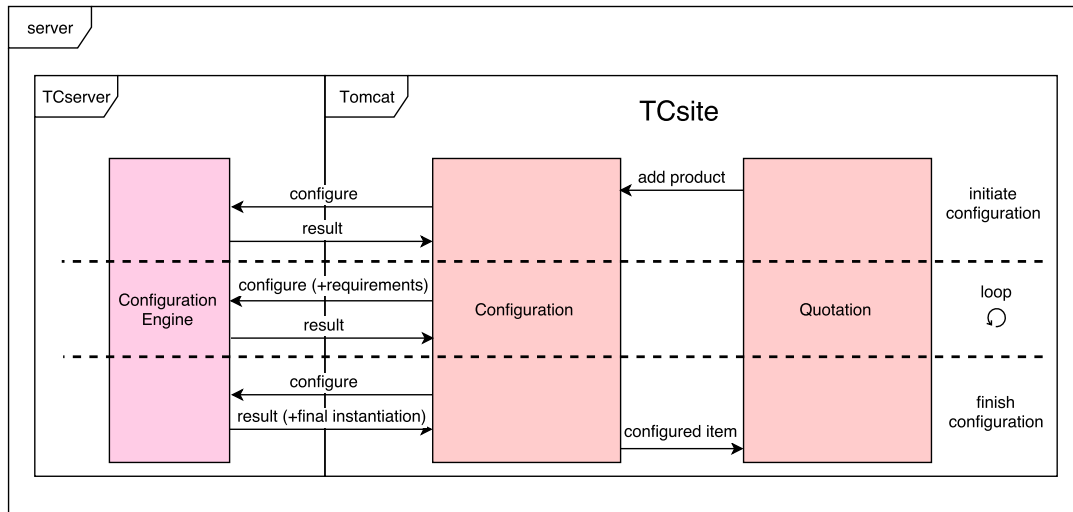 server
TCserver
Tomcat
TCsite
add product
configure
initiate
configuration
result
configure (+requirements)
Configuration
Engine
Configuration
Quotation
loop
result
configure
result (+final instantiation)
configured item
finish
configuration